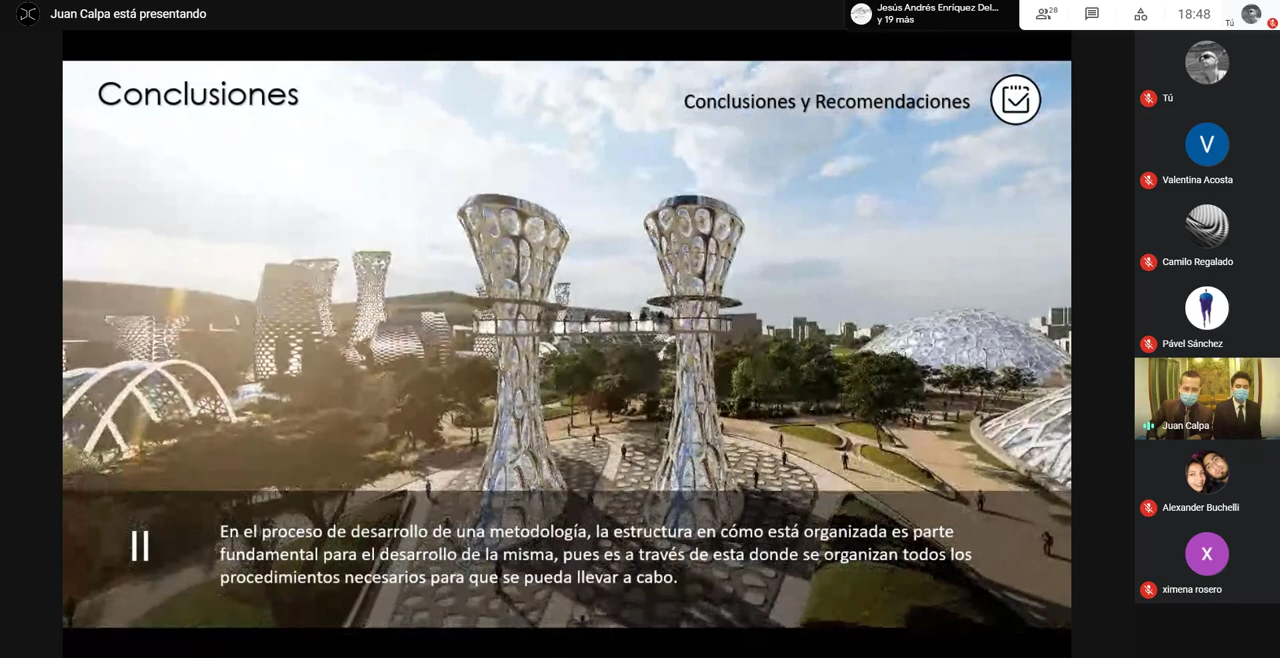 Juan Calpa está presentando
Jesús Andrés Enríquez Del...
y 19 más
28
18:48
Tú
Conclusiones
Conclusiones y Recomendaciones
II
En el proceso de desarrollo de una metodología, la estructura en cómo está organizada es parte
fundamental para el desarrollo de la misma, pues es a través de esta donde se organizan todos los
procedimientos necesarios para que se pueda llevar a cabo.
Tú
V
Valentina Acosta
Camilo Regalado
Pável Sánchez
Juan Calpa
Alexander Buchelli
X
ximena rosero